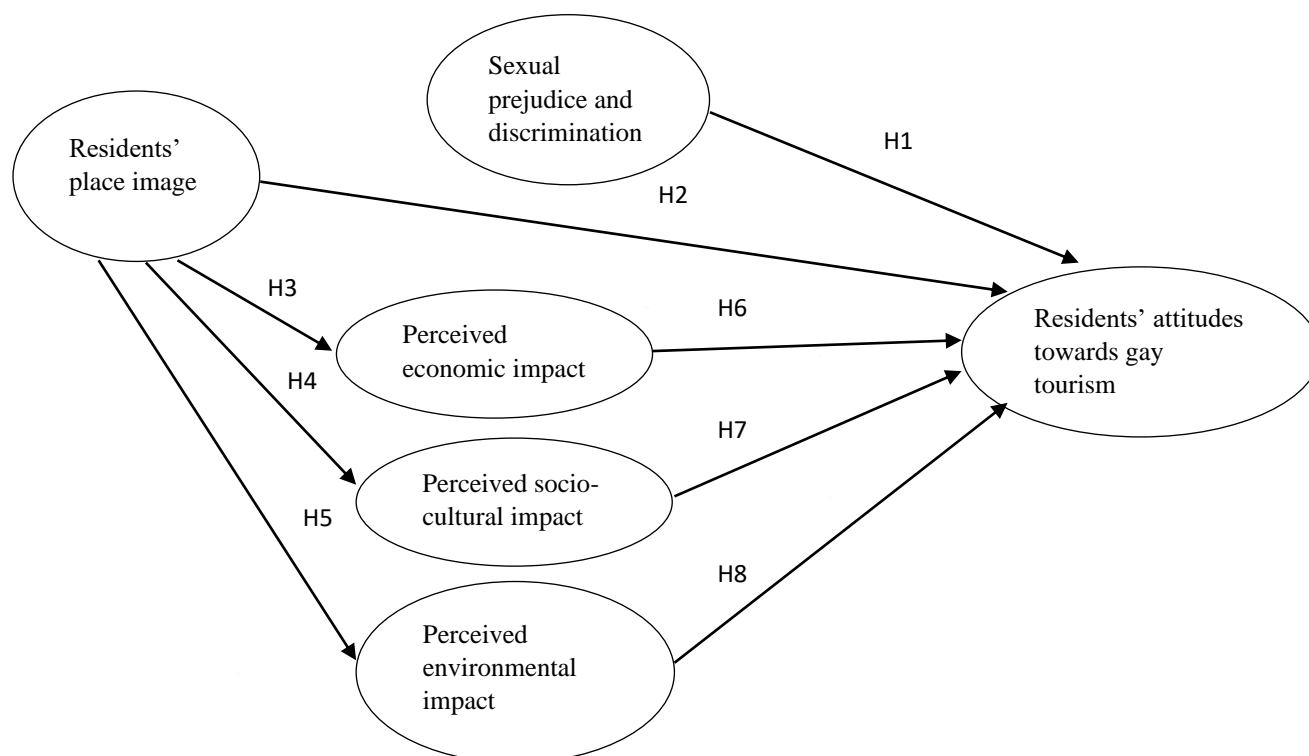 Sexual
prejudice and
discrimination
Residents’
place image
H1
H2
H3
H4
H5
Perceived
economic impact
H6
Perceived socio-
cultural impact
H7
Perceived
environmental
impact
H8
Residents’ attitudes
towards gay
tourism